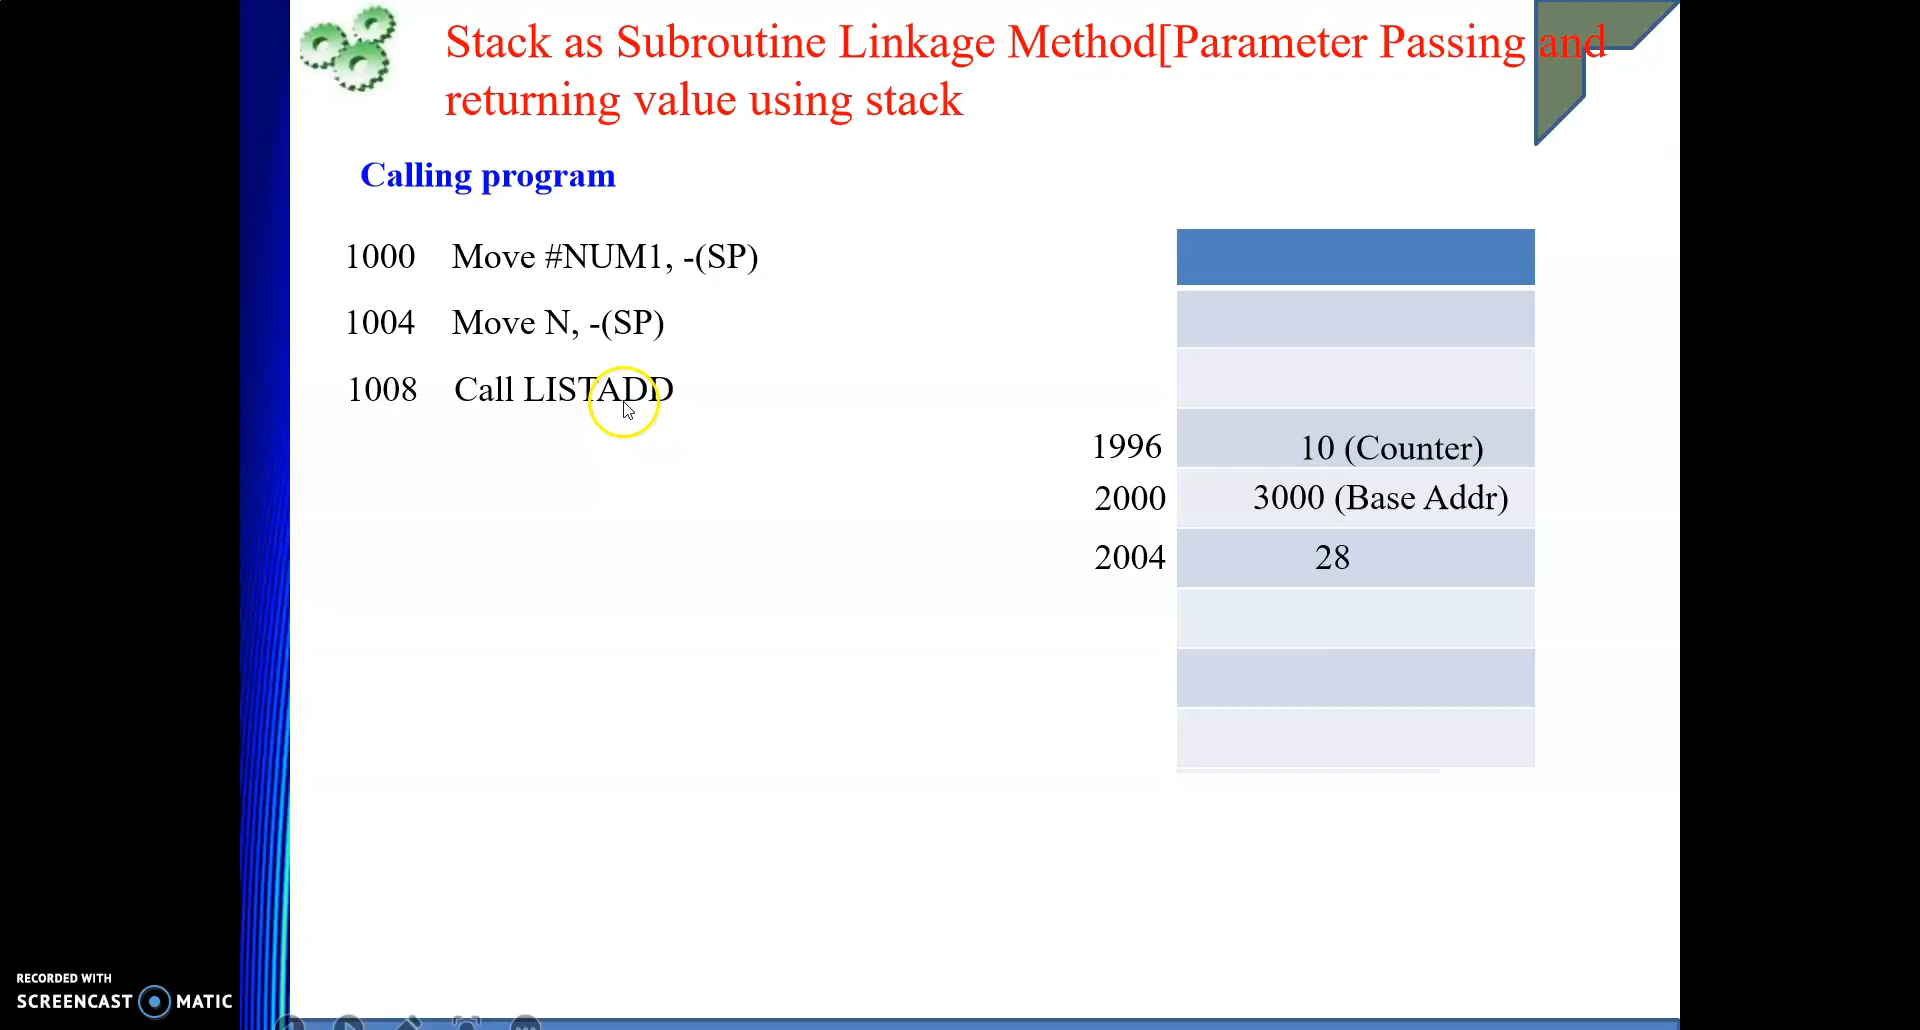 Stack as Subroutine Linkage Method[Parameter Passing and
returning value using stack
Calling program
1000 Move #NUM1, -(SP)
1004 Move N, -(SP)
1008 Call LISTADD
1996 10 (Counter)
2000 3000 (Base Addr)
2004 28
RECORDED WITH
SCREENCAST MATIC